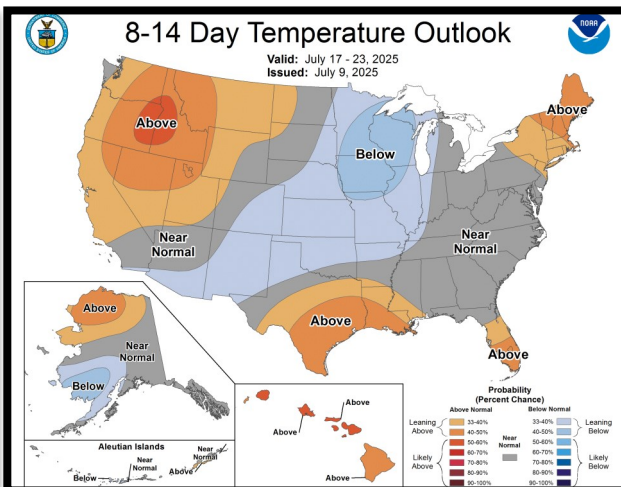 NOAA
8-14 Day Temperature Outlook
Valid: July 17 - 23, 2025
Issued: July 9, 2025
Above
Above
Below
Near
Normal
Near
Normal
Above
Above
Above
Near
Normal
Below
Aleutian Islands
Near
Normal
Near
Normal
Below
Above
Above
Above
Above
Probability
(Percent Chance)
Above Normal
Below Normal
Leaning
Above
33-40%
40-50%
50-60%
Likely
Above
60-70%
70-80%
80-90%
90-100%
Near
Normal
33-40%
40-50%
Leaning
Below
50-60%
60-70%
70-80%
80-90%
90-100%
Likely
Below